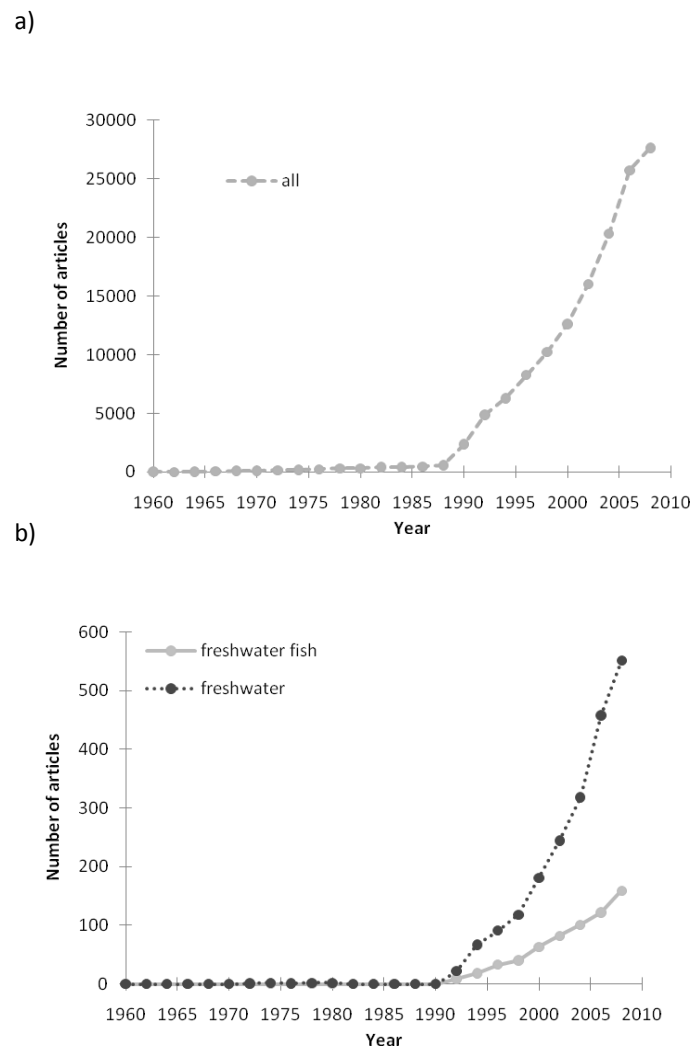 a)
30000
25000
20000
15000
10000
5000
0
Number of articles
all
1960 1965 1970 1975 1980 1985 1990 1995 2000 2005 2010
Year
b)
600
500
400
300
200
100
0
Number of articles
freshwater fish
freshwater
1960 1965 1970 1975 1980 1985 1990 1995 2000 2005 2010
Year